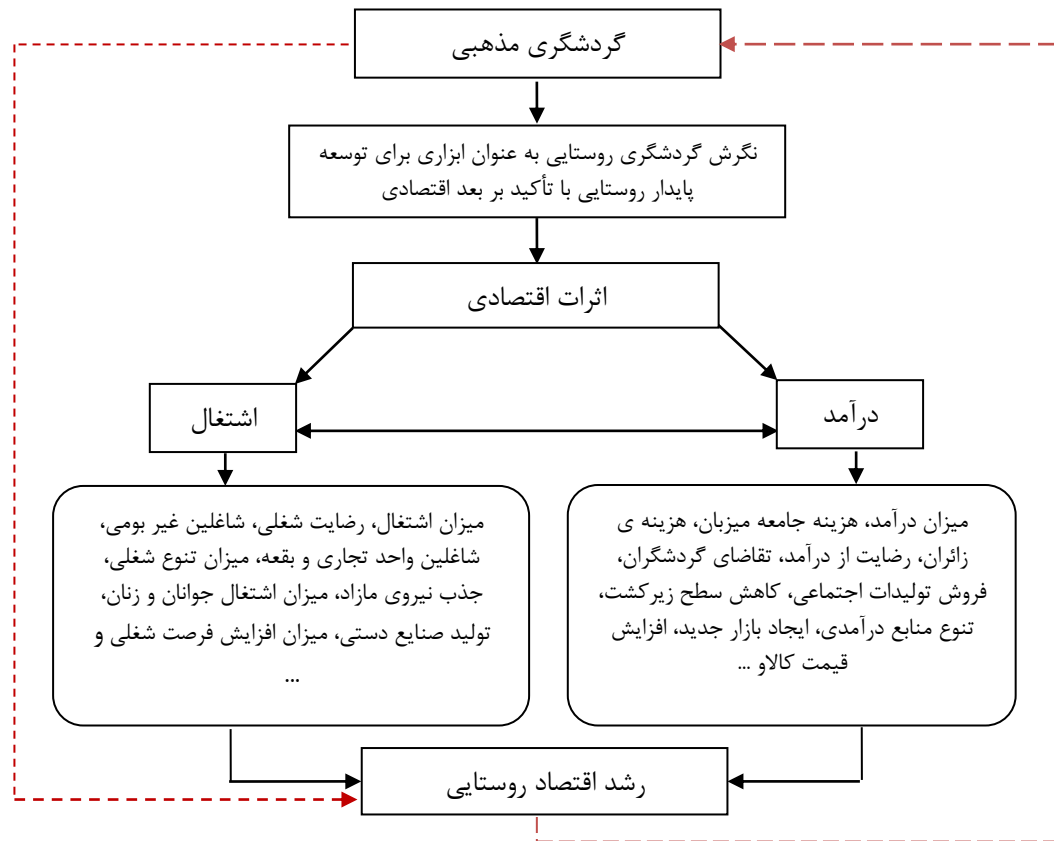 گردشگری مذهبی
نگرش گردشگری روستایی به عنوان ابزاری برای توسعه
پایدار روستایی با تأکید بر بعد اقتصادی
اثرات اقتصادی
درآمد
اشتغال
میزان درآمد، هزینه جامعه میزبان، هزینه ی
زائران، رضایت از درآمد، تقاضای گردشگران،
فروش تولیدات اجتماعی، کاهش سطح زیرکشت،
تنوع منابع درآمدی، ایجاد بازار جدید، افزایش
قیمت کالاو ...
میزان اشتغال، رضایت شغلی، شاغلین غیر بومی،
شاغلین واحد تجاری و بقعه، میزان تنوع شغلی،
جذب نیروی مازاد، میزان اشتغال جوانان و زنان،
تولید صنایع دستی، میزان افزایش فرصت شغلی و
...
رشد اقتصاد روستایی